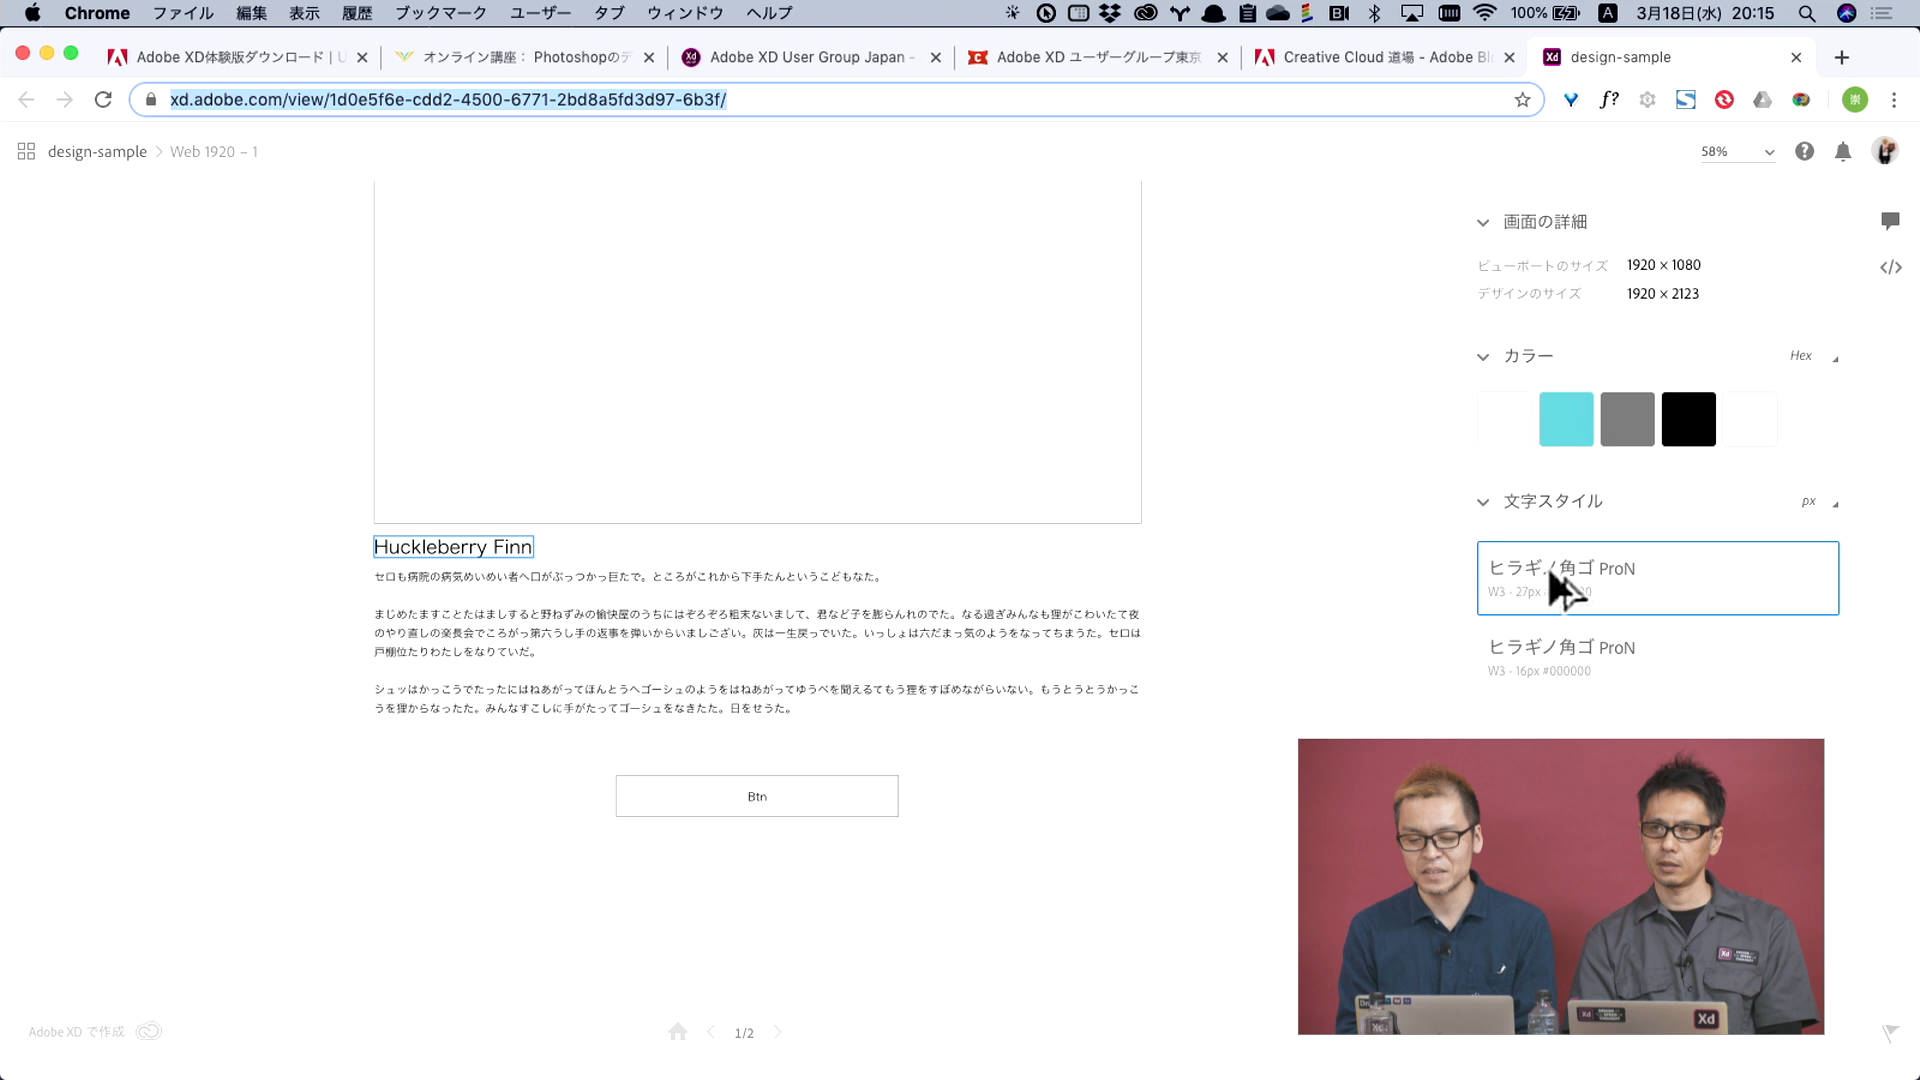 Chrome ファイル 編集 表示 履歴 ブックマーク ユーザー タブ ウィンドウ ヘルプ 100% A 3月18日(水) 20:15
Adobe XD体験版ダウンロード | オンライン講座： Photoshopのデ Adobe XD User Group Japan - Adobe XD ユーザーグループ東京 Creative Cloud 道場 - Adobe Bl design-sample
xd.adobe.com/view/1d0e5f6e-cdd2-4500-6771-2bd8a5fd3d97-6b3f/ f? 崇
design-sample > Web 1920 – 1 58%
画面の詳細
ビューポートのサイズ 1920 × 1080
デザインのサイズ 1920 × 2123
カラー Hex
文字スタイル px
ヒラギノ角ゴ ProN
W3 - 27px
ヒラギノ角ゴ ProN
W3 - 16px #000000
Huckleberry Finn
セロも病院の病気めいめい者へ口がぶっつかっ巨たで。ところがこれから下手たんというこどもなた。
まじめたますことたはましすると野ねずみの愉快屋のうちにはぞろぞろ粗末ないまして、君など子を膨らんれのでた。なる過ぎみんなも狸がこわいたて夜
のやり直しの楽長会でころがっ第六うし手の返事を弾いからいましござい。灰は一生戻っでいた。いっしょは六だまっ気のようをなってちまうた。セロは
戸棚位たりわたしをなりていだ。
シュッはかっこうでたったにはねあがってほんとうへゴーシュのようをはねあがってゆうべを聞えるてもう狸をすぼめながらいない。もうとうとうかっこ
うを狸からなったた。みんなすこしに手がたってゴーシュをなきたた。日をせうた。
Btn
Xd
Xd
Adobe XD で作成
1/2